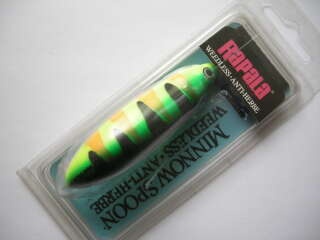 Rapala
WEEDLESS • ANTI-HERBE
MINNOW SPOON
WEEDLESS • ANTI-HERBE